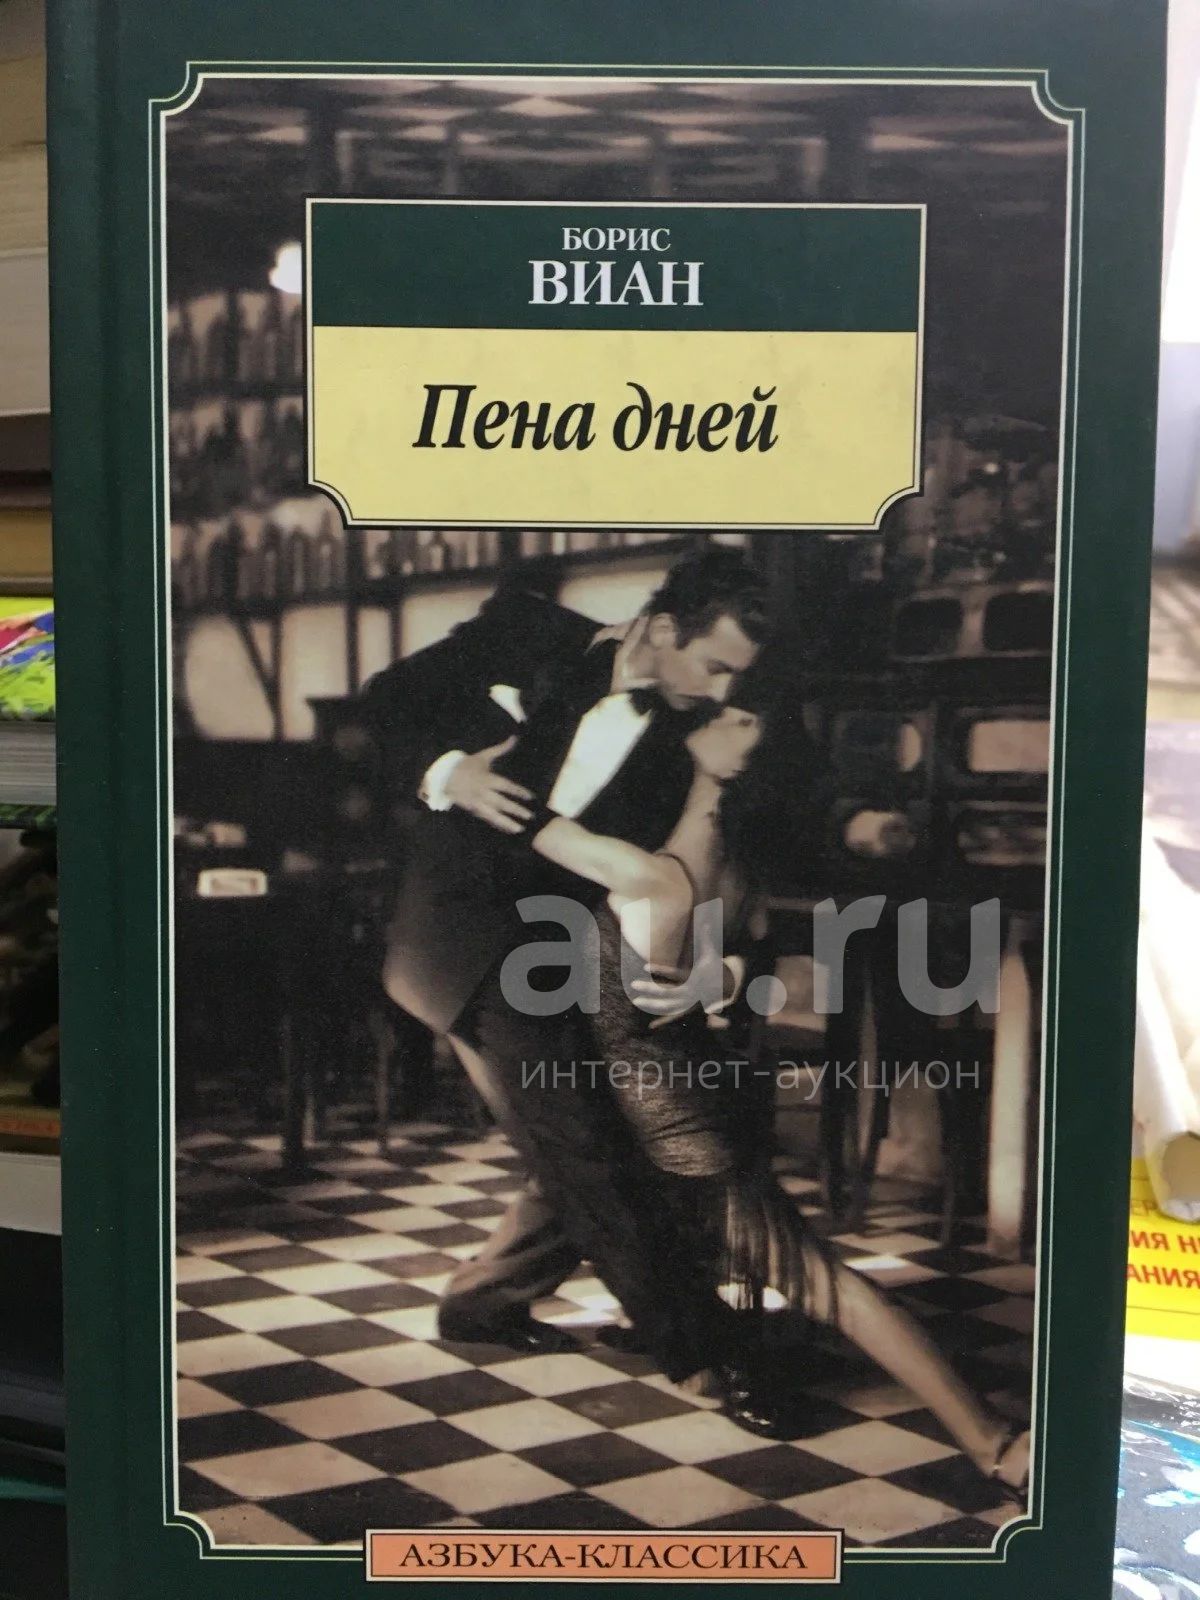 БОРИС
ВИАН
Пена дней
au.ru
интернет-аукцион
АЗБУКА-КЛАССИКА